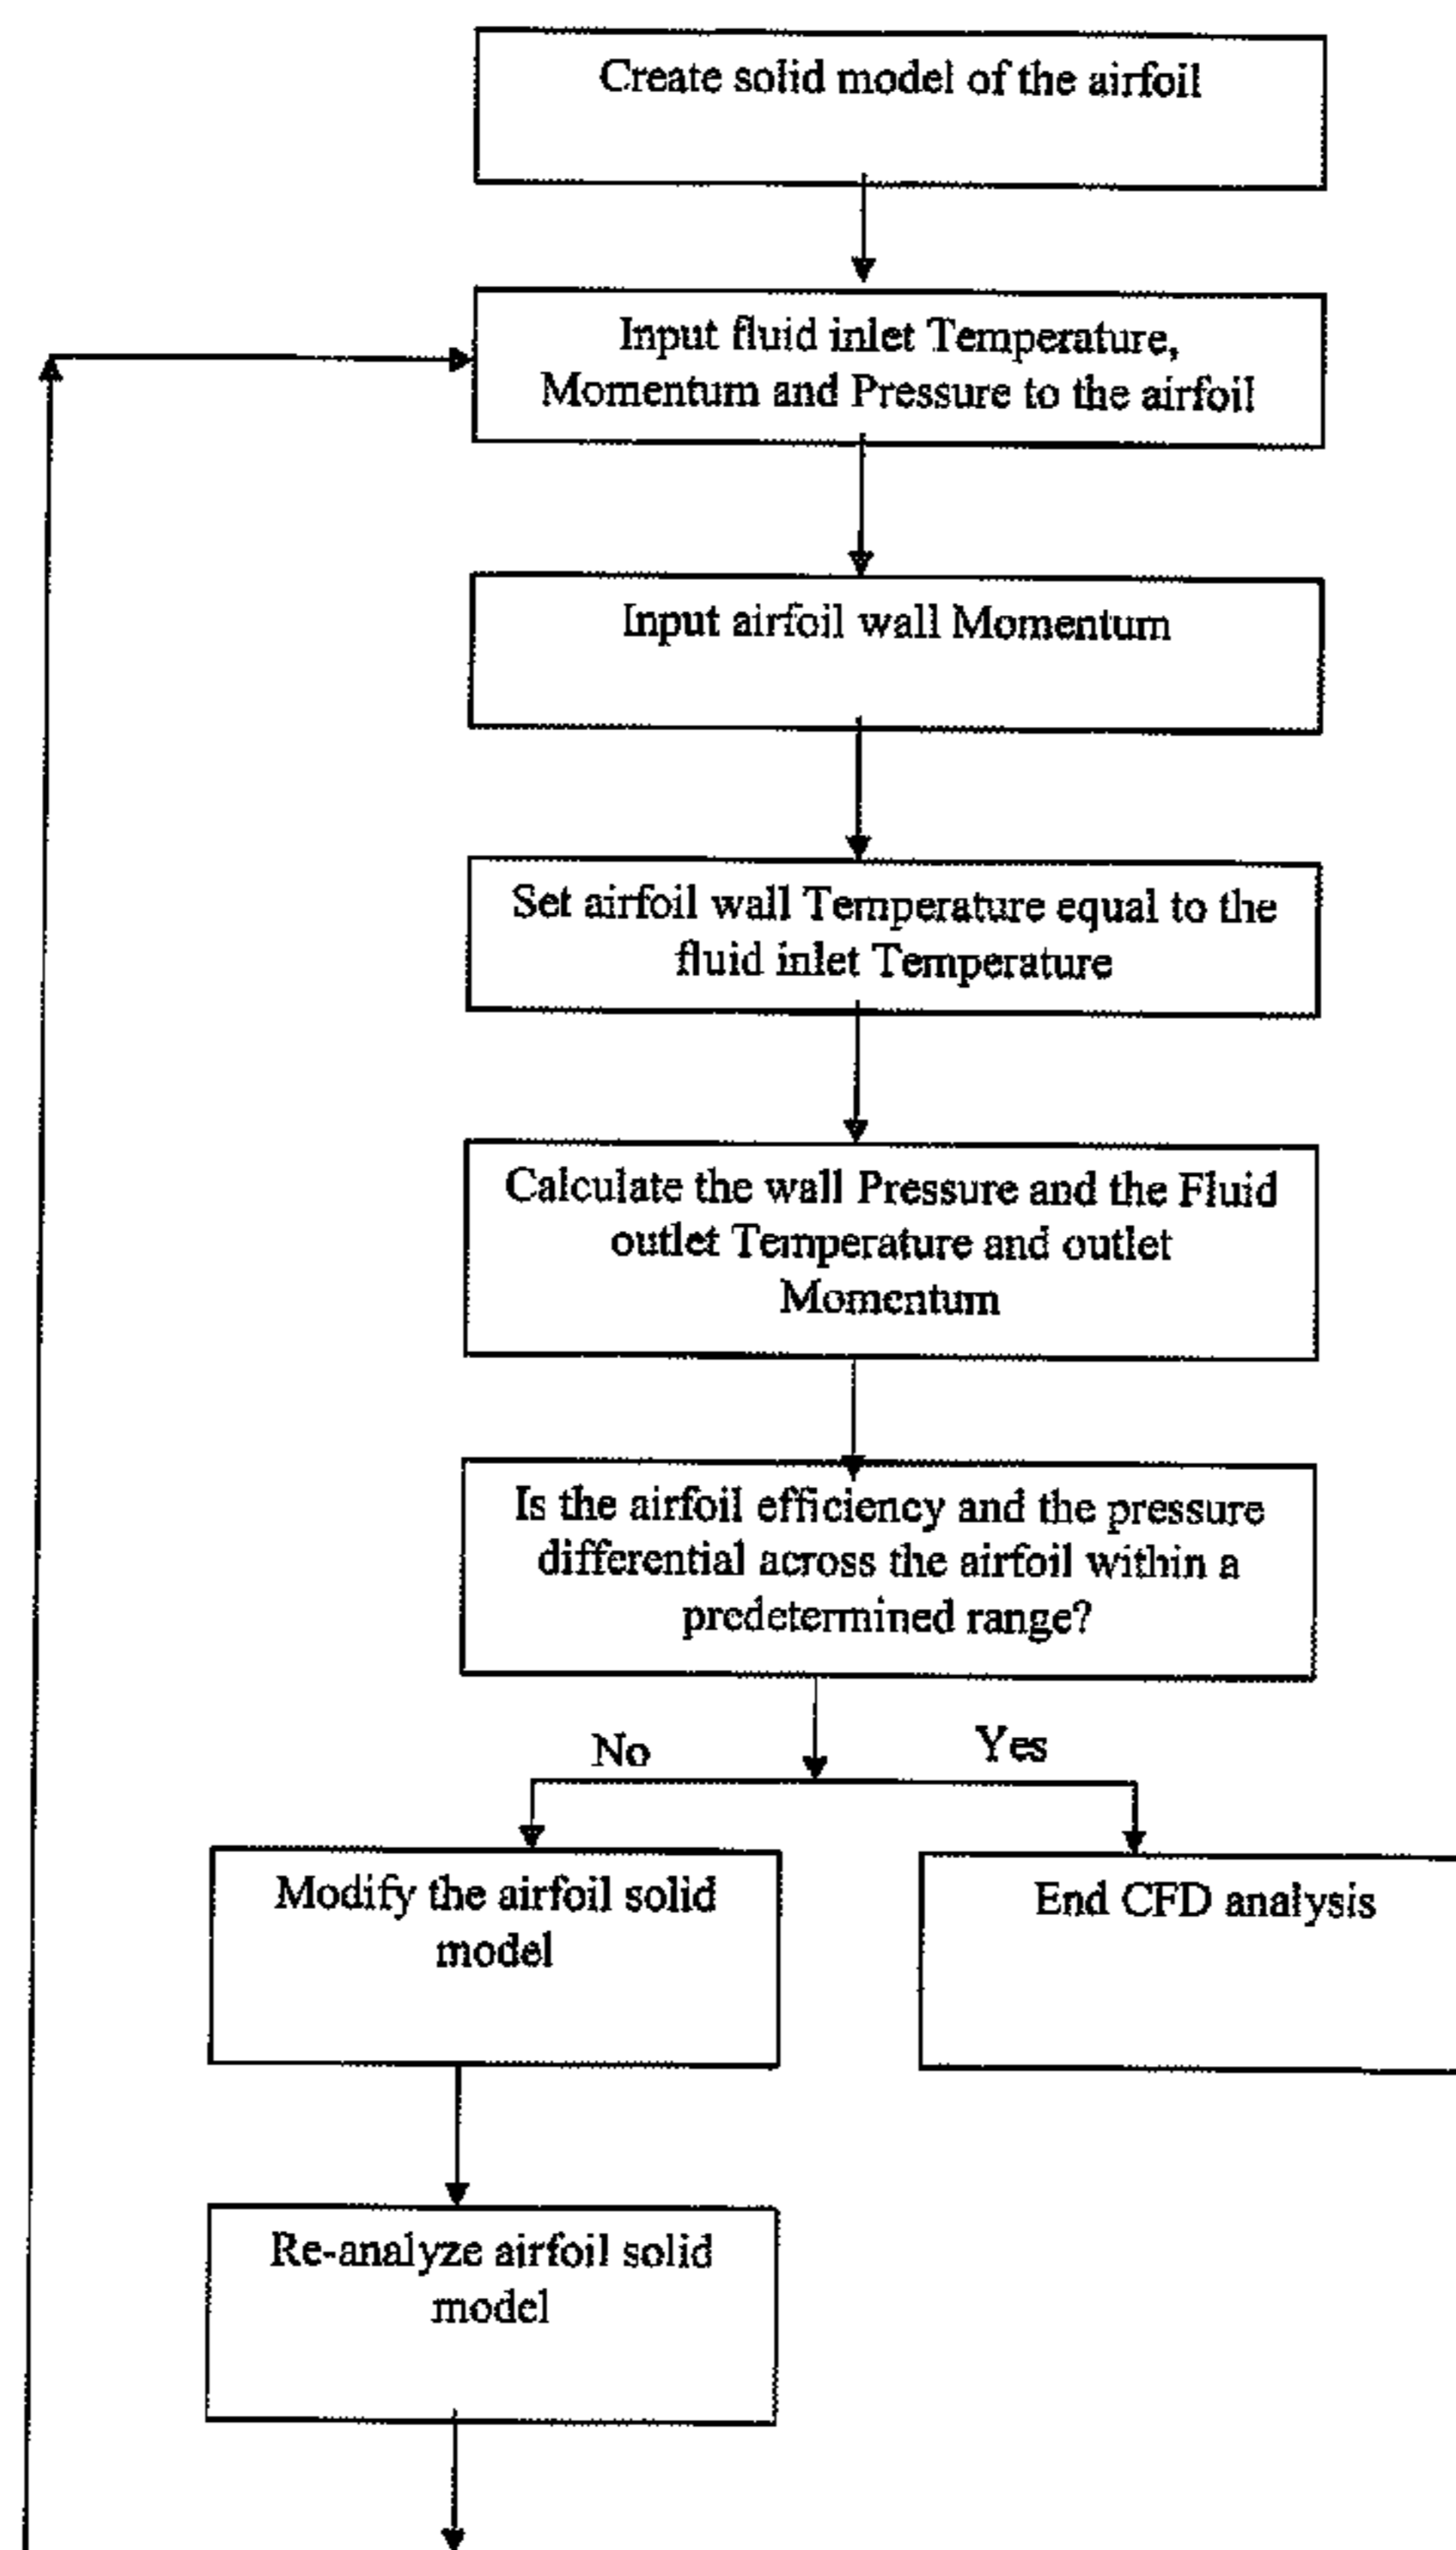 Create solid model of the airfoil
Input fluid inlet Temperature,
Momentum and Pressure to the airfoil
Input airfoil wall Momentum
Set airfoil wall Temperature equal to the
fluid inlet Temperature
Calculate the wall Pressure and the Fluid
outlet Temperature and outlet
Momentum
Is the airfoil efficiency and the pressure
differential across the airfoil within a
predetermined range?
No
Yes
Modify the airfoil solid
model
End CFD analysis
Re-analyze airfoil solid
model